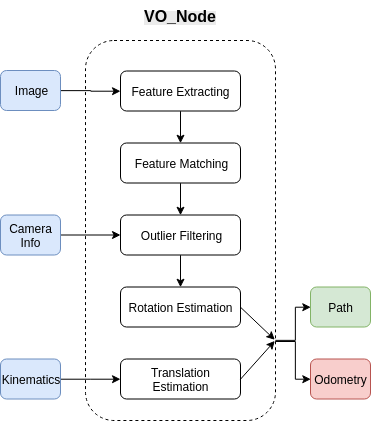 VO_Node
Image
Feature Extracting
Feature Matching
Camera
Info
Outlier Filtering
Rotation Estimation
Path
Kinematics
Translation
Estimation
Odometry